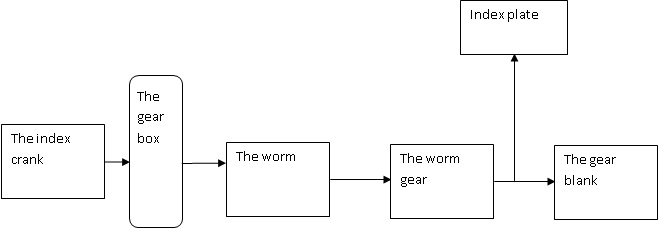 Index plate
The
gear
box
The index
crank
The worm
The worm
gear
The gear
blank